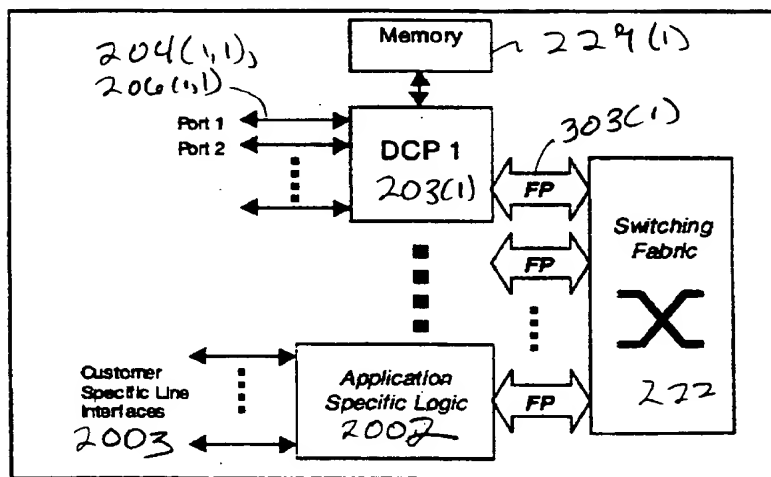 Memory
229(1)
204(1,1),
206(1,1)
Port 1
Port 2
DCP 1
203(1)
303(1)
FP
Switching
Fabric
FP
Customer
Specific Line
Interfaces
2003
Application
Specific Logic
2002
FP
222